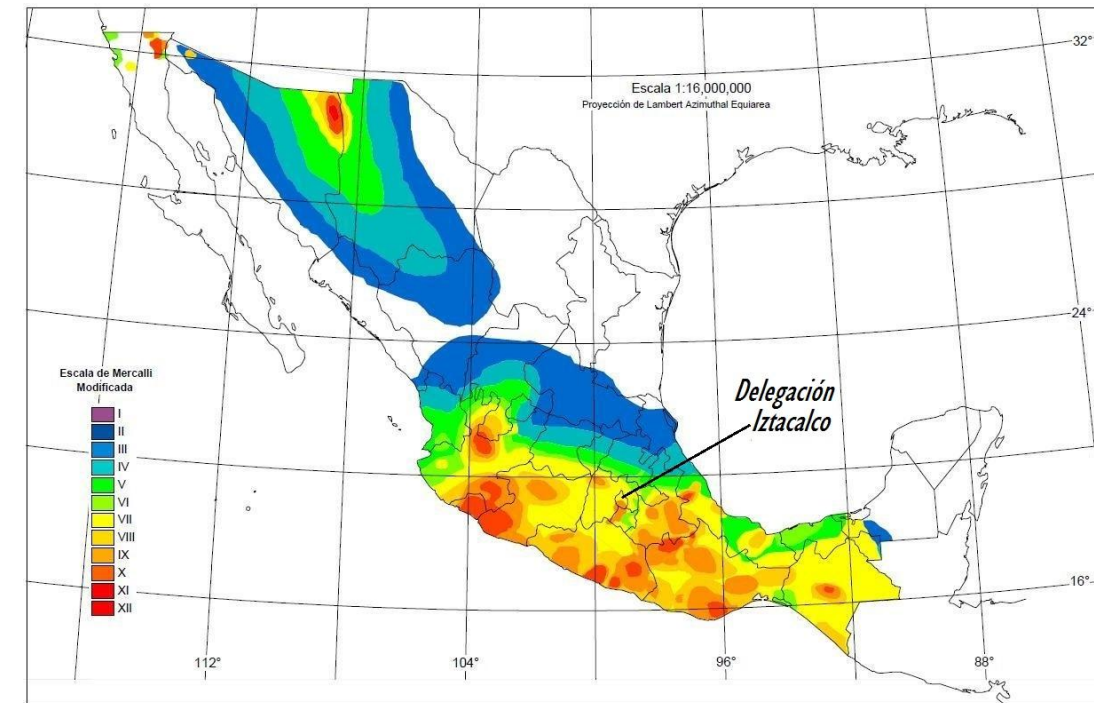 32°
Escala 1:16,000,000
Proyección de Lambert Azimuthal Equiarea
24°
Escala de Mercalli
Modificada
I
II
III
IV
V
VI
VII
VIII
IX
X
XI
XII
Delegación
Iztacalco
16°
112°
104°
96°
88°